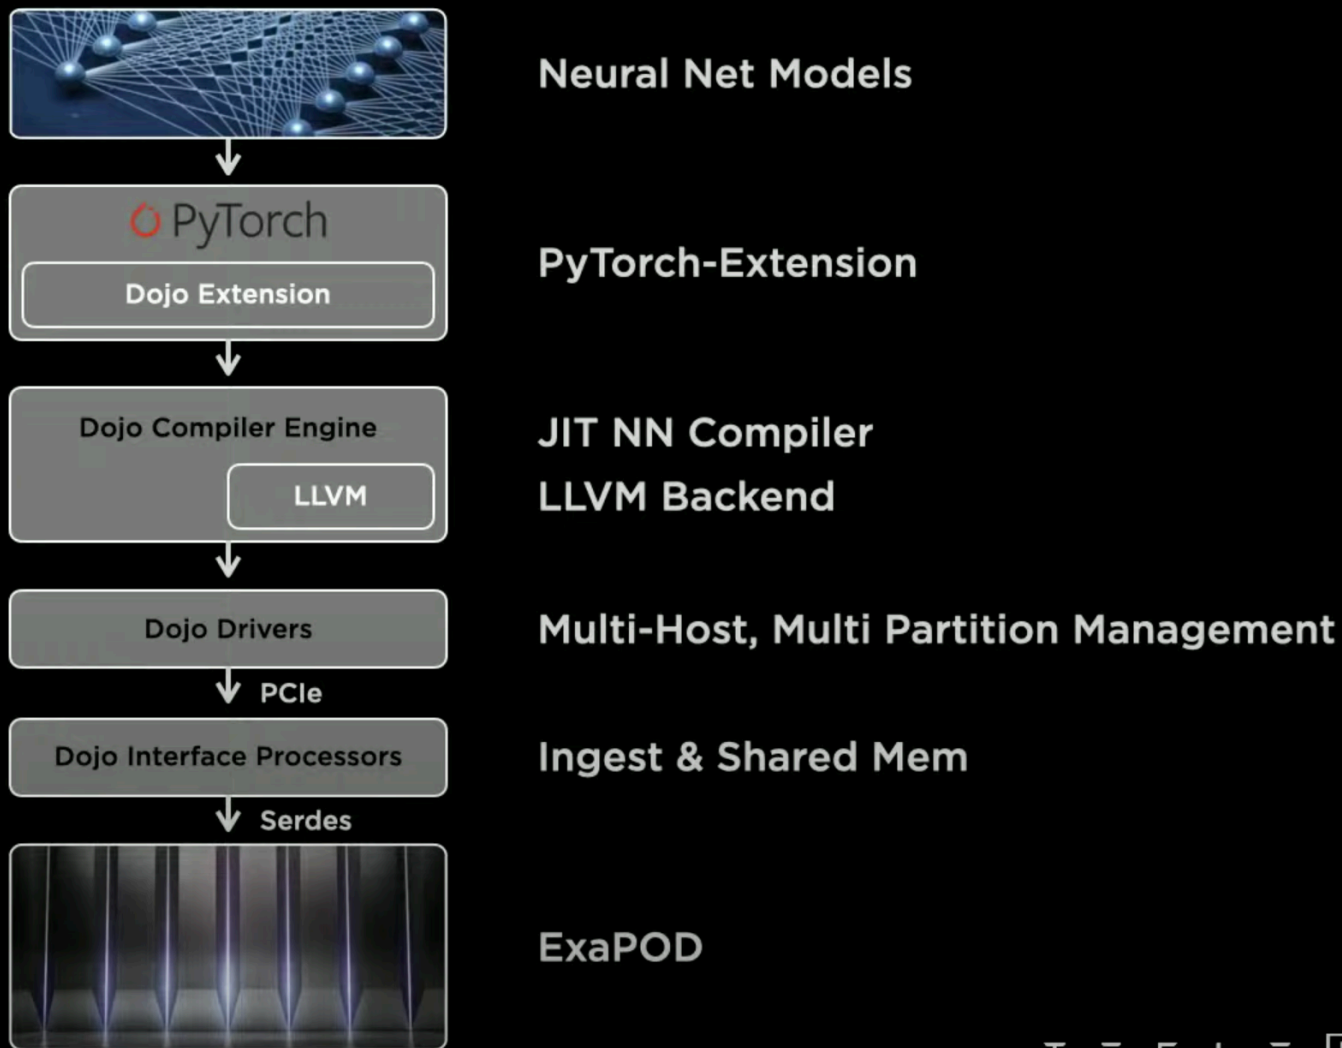 Neural Net Models
PyTorch
Dojo Extension
PyTorch-Extension
Dojo Compiler Engine
LLVM
JIT NN Compiler
LLVM Backend
Dojo Drivers
Multi-Host, Multi Partition Management
PCIe
Dojo Interface Processors
Ingest & Shared Mem
Serdes
ExaPOD